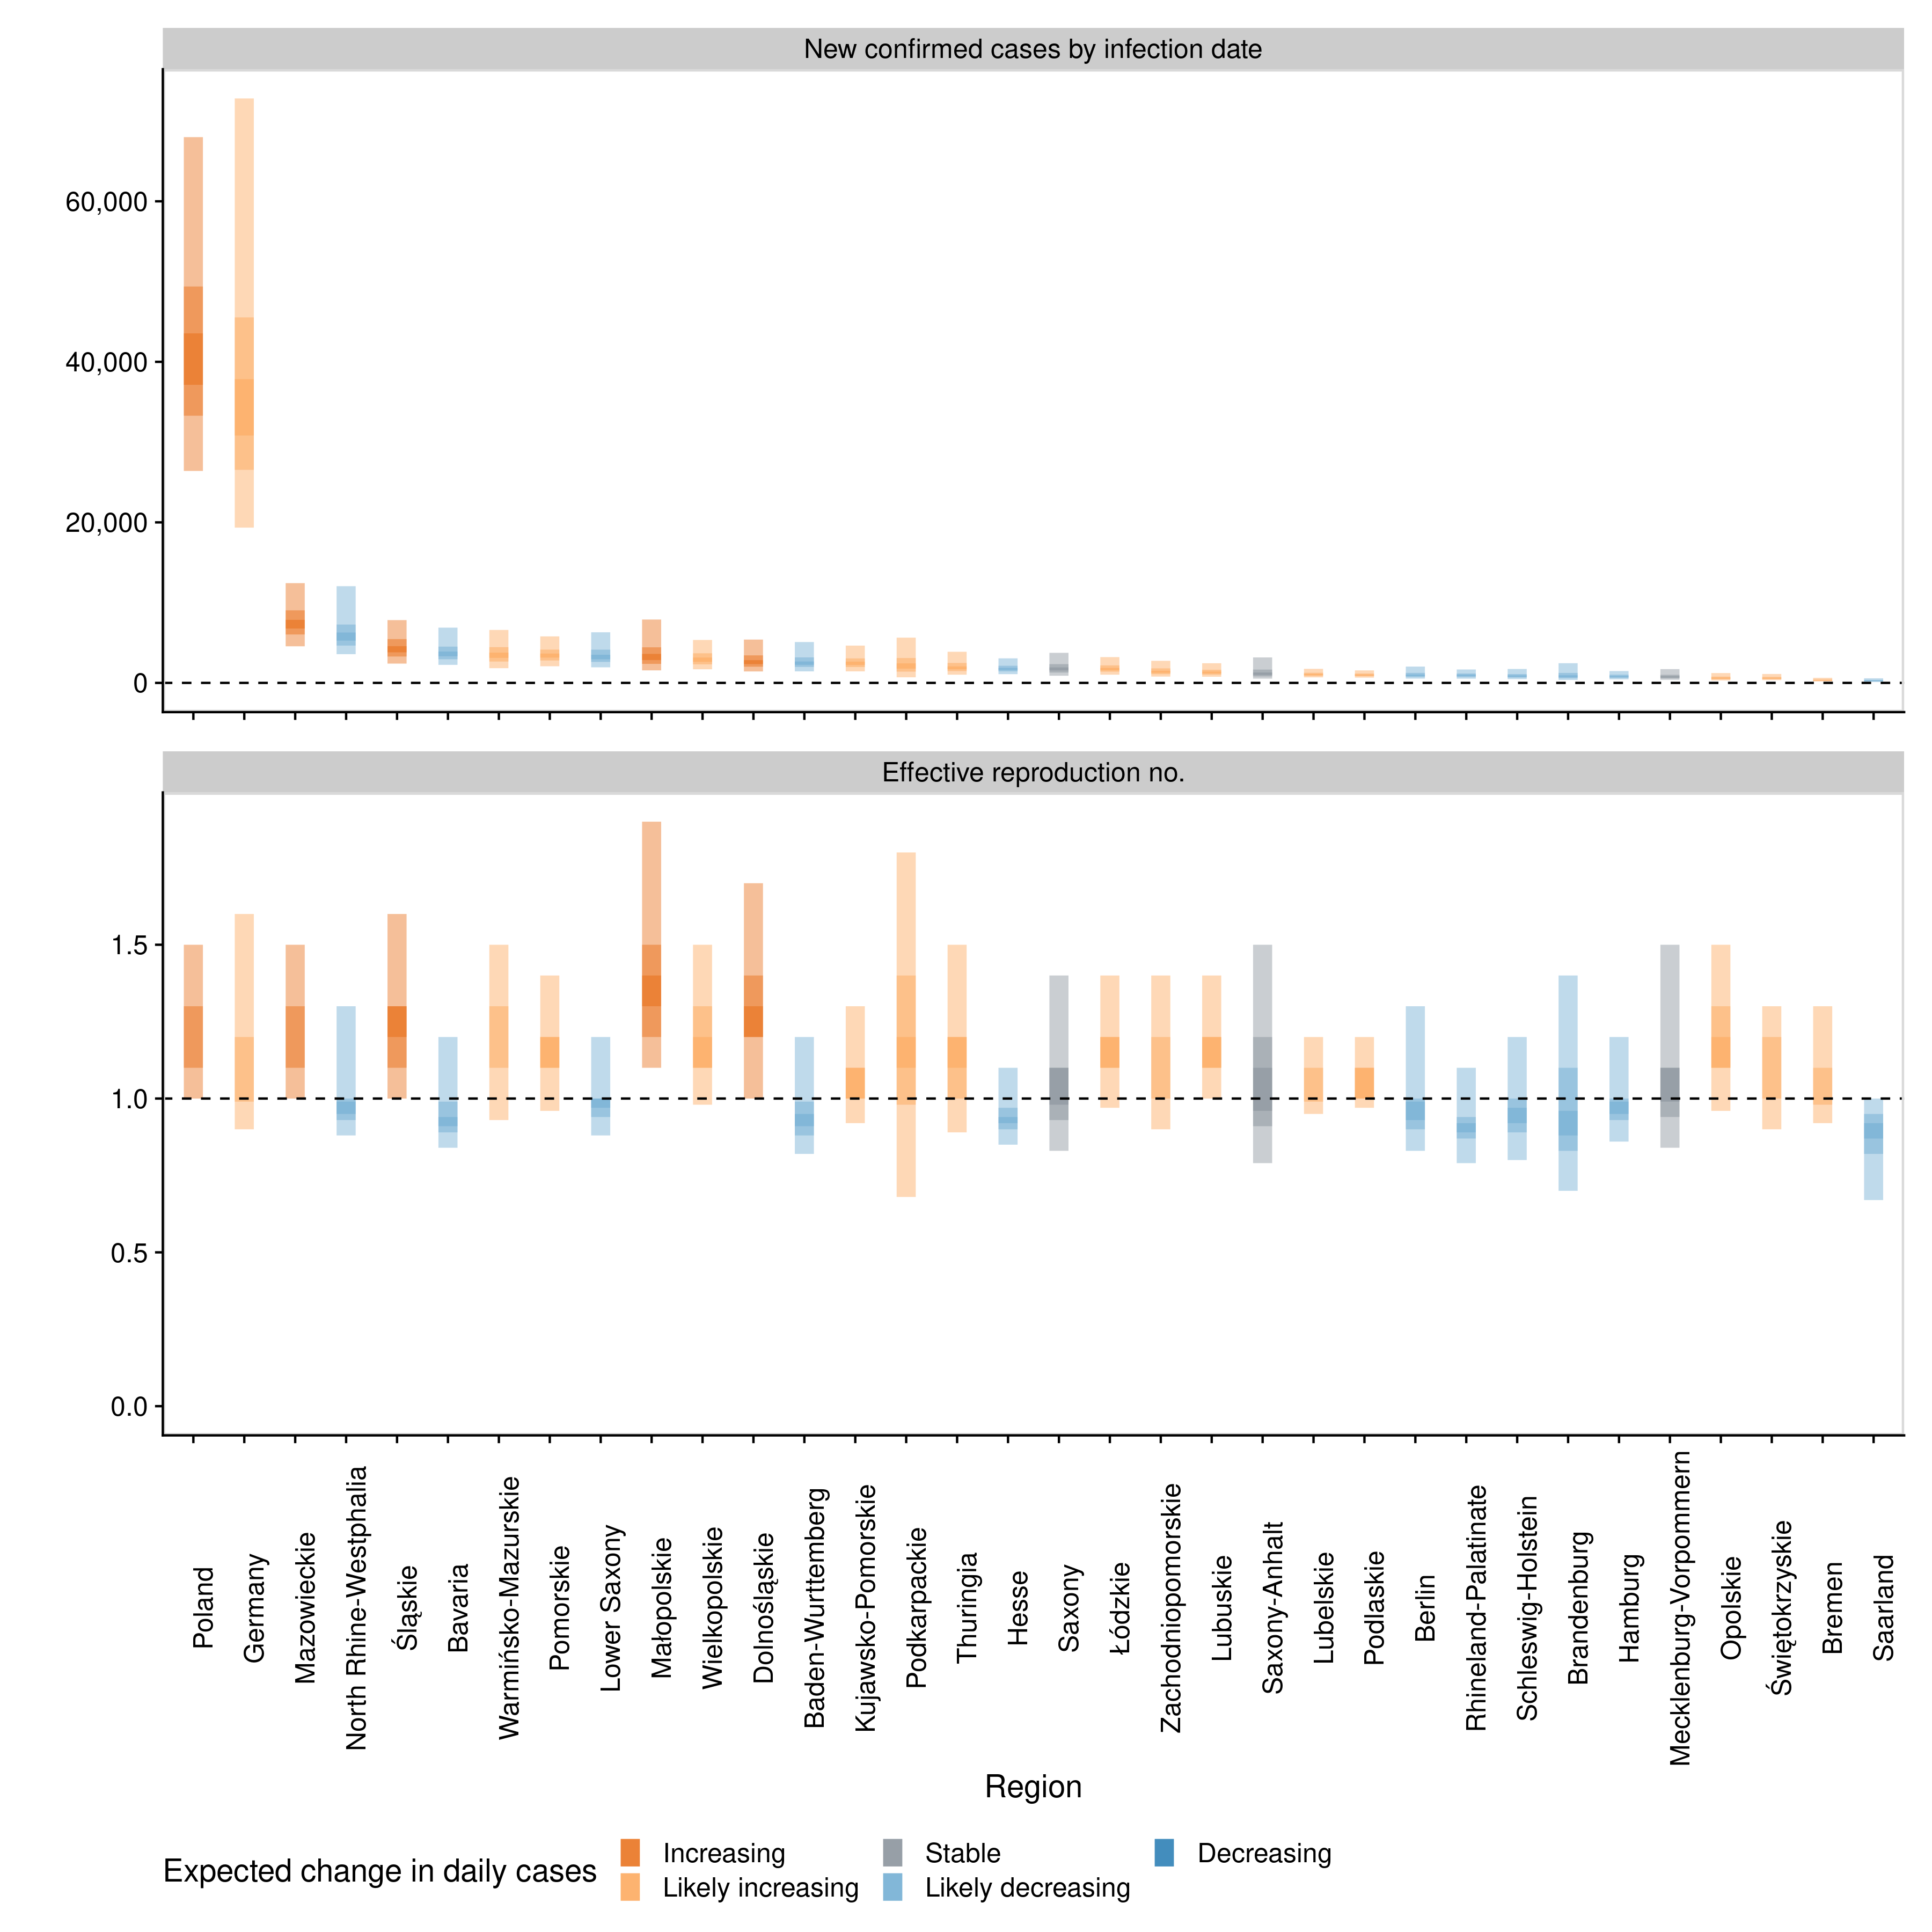 New confirmed cases by infection date
60,000
40,000
20,000
0
Effective reproduction no.
1.5
1.0
0.5
0.0
Poland
Germany
Mazowieckie
North Rhine-Westphalia
Śląskie
Bavaria
Warmińsko-Mazurskie
Pomorskie
Lower Saxony
Małopolskie
Wielkopolskie
Dolnośląskie
Baden-Wurttemberg
Kujawsko-Pomorskie
Podkarpackie
Thuringia
Hesse
Saxony
Łódzkie
Zachodniopomorskie
Lubuskie
Saxony-Anhalt
Lubelskie
Podlaskie
Berlin
Rhineland-Palatinate
Schleswig-Holstein
Brandenburg
Hamburg
Mecklenburg-Vorpommern
Opolskie
Świętokrzyskie
Bremen
Saarland
Region
Expected change in daily cases
Increasing
Likely increasing
Stable
Likely decreasing
Decreasing